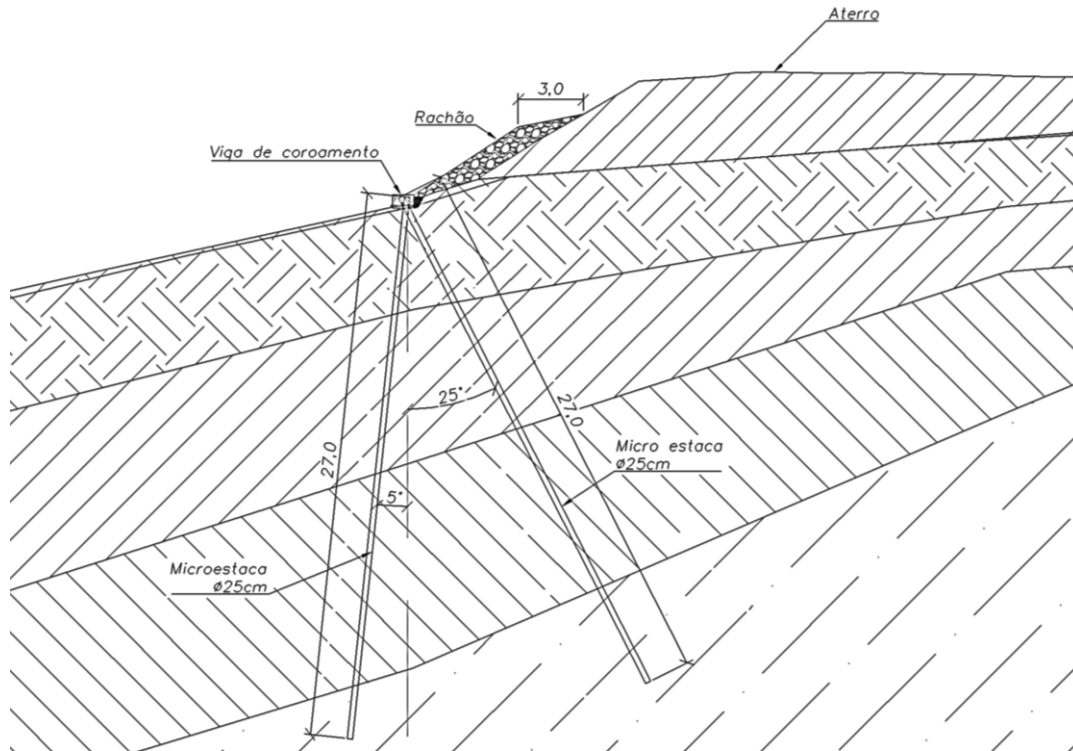 Aterro
3,0
Rachão
Viga de coroamento
25°
27,0
27,0
Micro estaca
ø25cm
5°
Microestaca
ø25cm